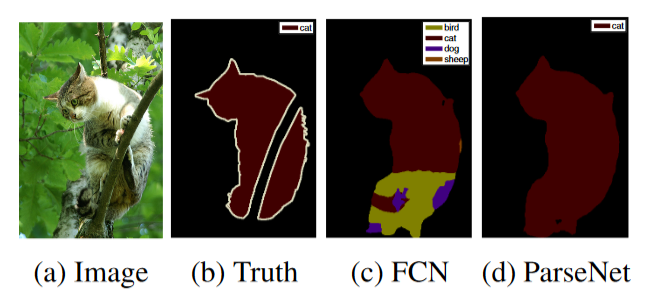 cat
bird
cat
dog
sheep
cat
(a) Image
(b) Truth
(c) FCN
(d) ParseNet